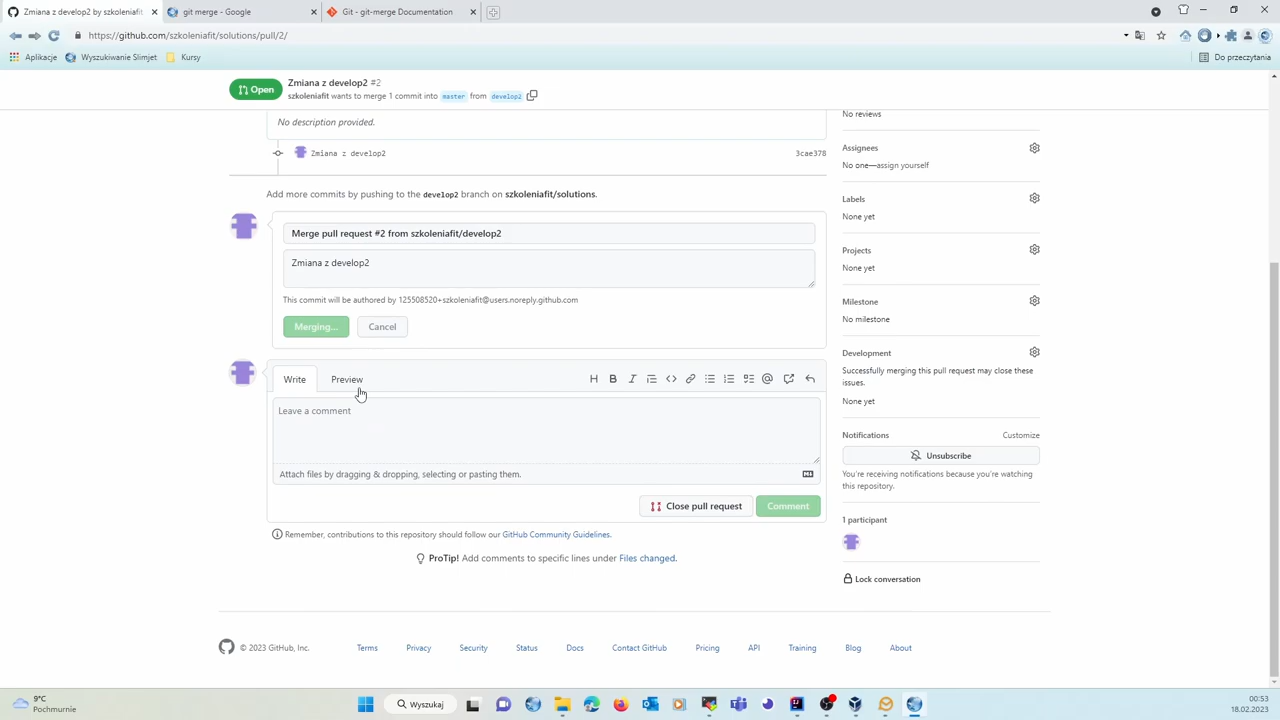 Zmiana z develop2 by szkoleniafit
git merge - Google
Git - git-merge Documentation
https://github.com/szkoleniafit/solutions/pull/2/
Aplikacje
Wyszukiwanie Slimjet
Kursy
Do przeczytania
Open
Zmiana z develop2 #2
szkoleniafit wants to merge 1 commit into master from develop2
No description provided.
Zmiana z develop2
3cae378
Add more commits by pushing to the develop2 branch on szkoleniafit/solutions.
Merge pull request #2 from szkoleniafit/develop2
Zmiana z develop2
This commit will be authored by 125508520+szkoleniafit@users.noreply.github.com
Merging...
Cancel
Write
Preview
Leave a comment
Attach files by dragging & dropping, selecting or pasting them.
Close pull request
Comment
Remember, contributions to this repository should follow our GitHub Community Guidelines.
ProTip! Add comments to specific lines under Files changed.
No reviews
Assignees
No one—assign yourself
Labels
None yet
Projects
None yet
Milestone
No milestone
Development
Successfully merging this pull request may close these
issues.
None yet
Notifications
Customize
Unsubscribe
You're receiving notifications because you're watching
this repository.
1 participant
Lock conversation
© 2023 GitHub, Inc.
Terms
Privacy
Security
Status
Docs
Contact GitHub
Pricing
API
Training
Blog
About
9°C
Pochmurnie
Wyszukaj
00:53
18.02.2023